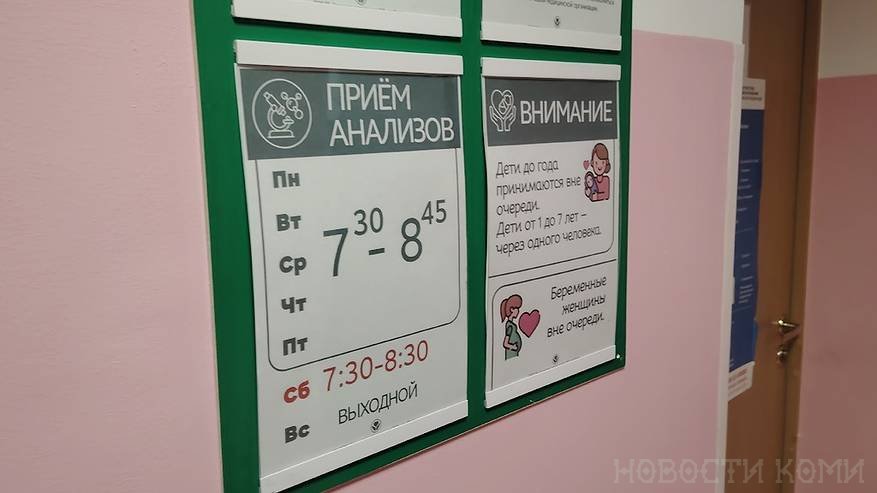 медицинской организации.
ПРИЁМ
АНАЛИЗОВ
Пн
Вт
Ср
Чт
Пт
7³⁰ - 8⁴⁵
Сб 7:30-8:30
Вс ВЫХОДНОЙ
ВНИМАНИЕ
Дети до года
принимаются вне
очереди.
Дети от 1 до 7 лет –
через одного человека.
Беременные
женщины
вне очереди.
НОВОСТИ КОМИ